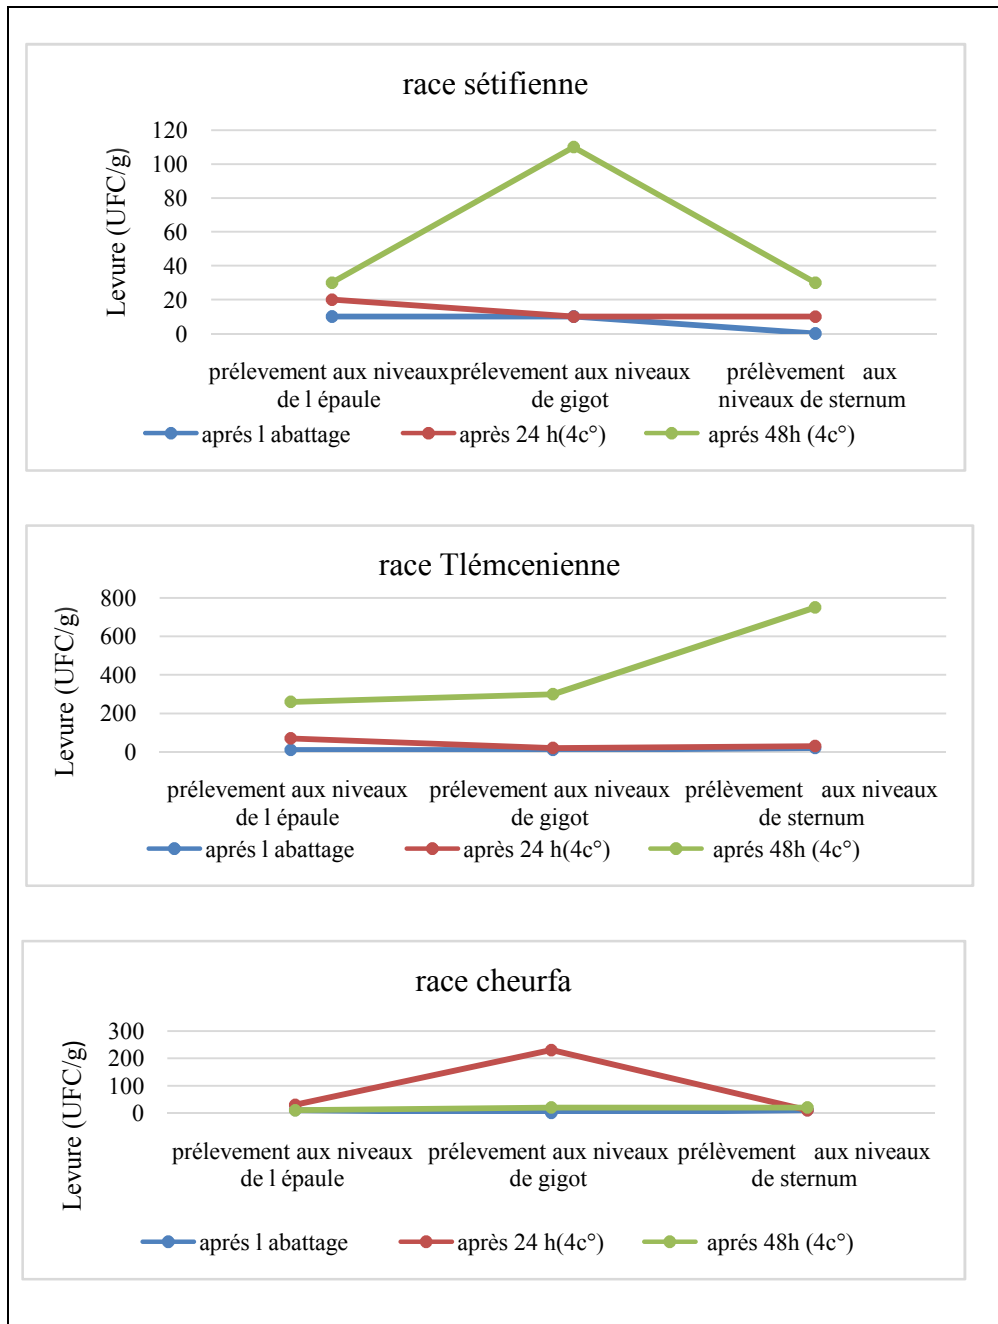 race sétifienne
Levure (UFC/g)
120
100
80
60
40
20
0
prélevement aux niveaux
de l épaule
prélevement aux niveaux
de gigot
prélèvement aux
niveaux de sternum
aprés l abattage
après 24 h(4c°)
aprés 48h (4c°)
race Tlémcenienne
Levure (UFC/g)
800
600
400
200
0
prélevement aux niveaux
de l épaule
prélevement aux niveaux
de gigot
prélèvement aux niveaux
de sternum
aprés l abattage
après 24 h(4c°)
aprés 48h (4c°)
race cheurfa
Levure (UFC/g)
300
200
100
0
prélevement aux niveaux
de l épaule
prélevement aux niveaux
de gigot
prélèvement aux niveaux
de sternum
aprés l abattage
après 24 h(4c°)
aprés 48h (4c°)